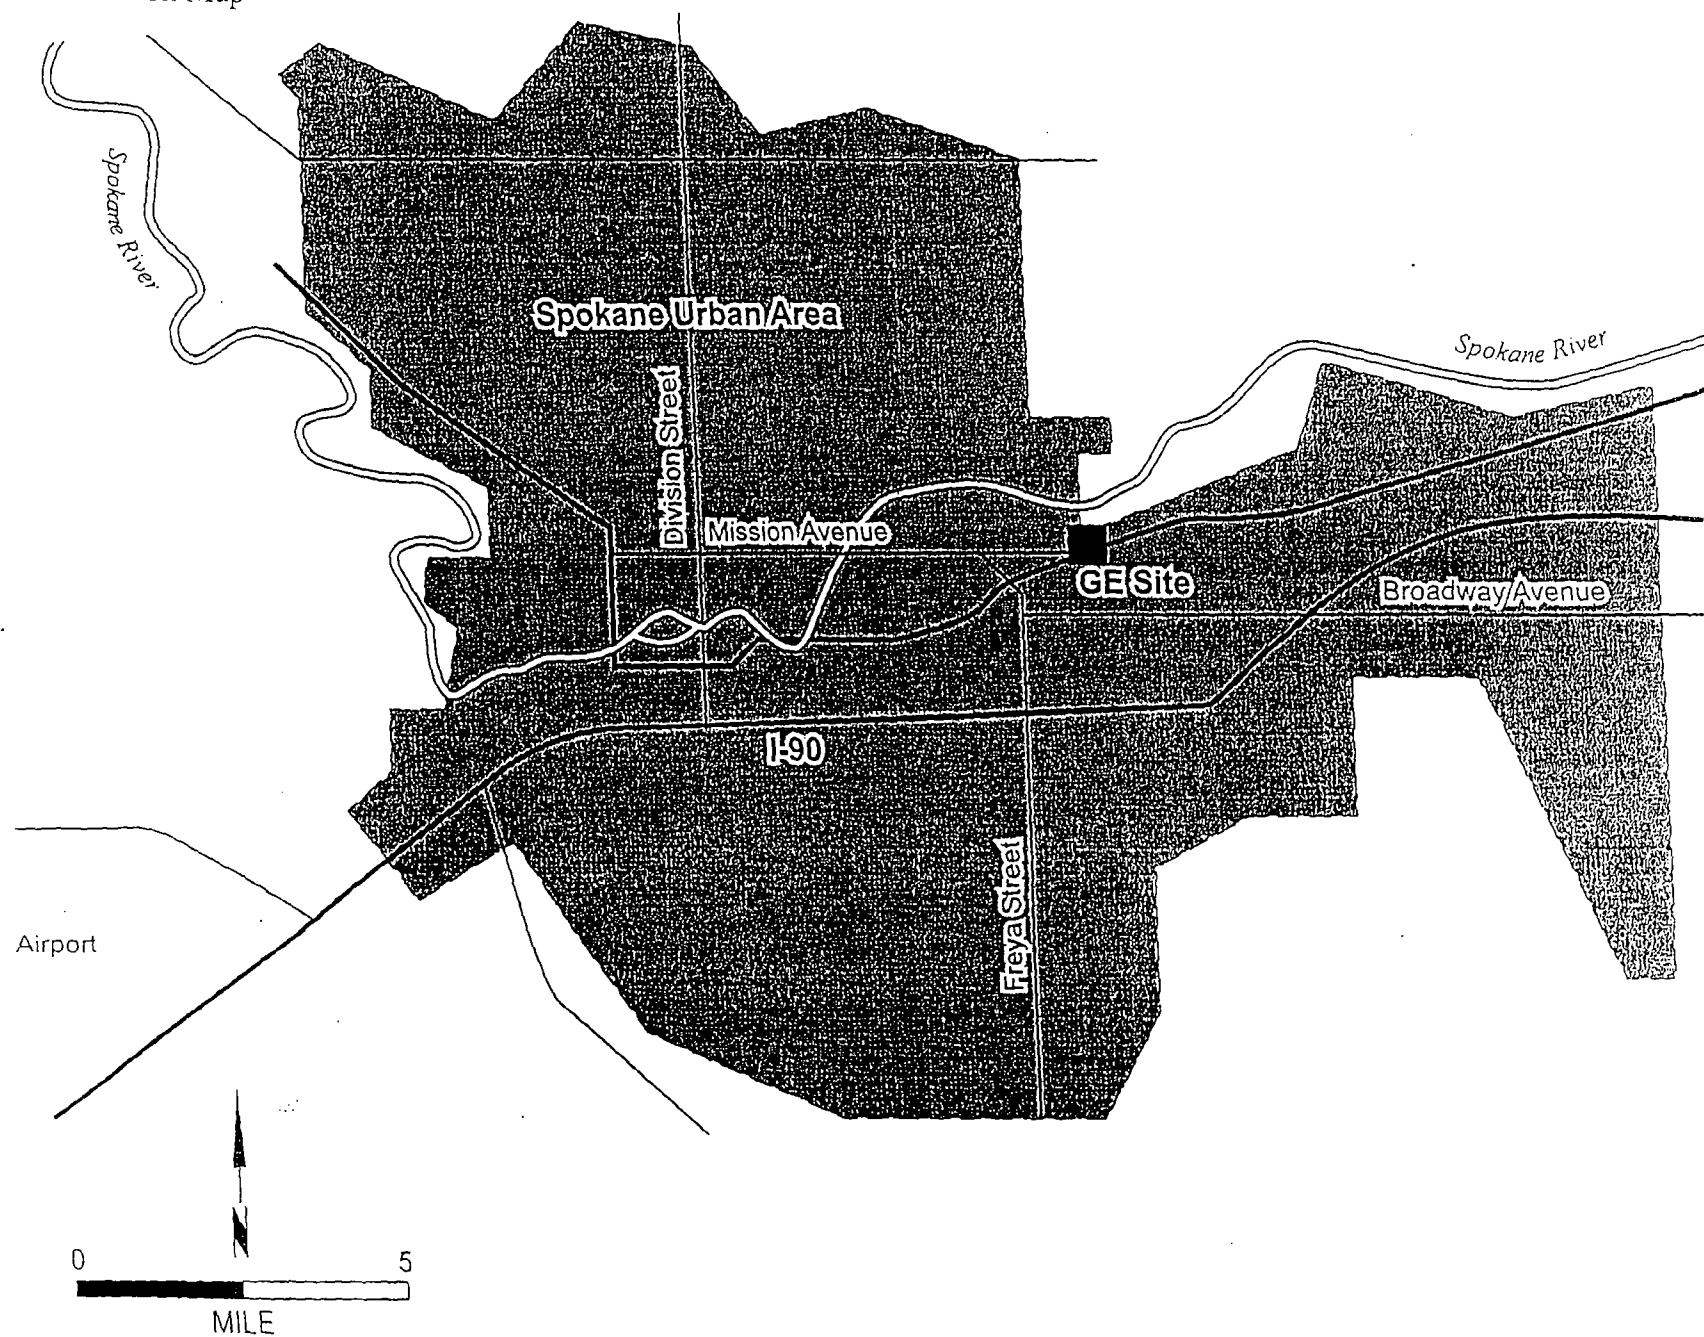 Map
Spokane River
Spokane Urban Area
Spokane River
Division Street
Mission Avenue
GE Site
Broadway Avenue
I-90
Freya Street
Airport
N
0 5
MILE